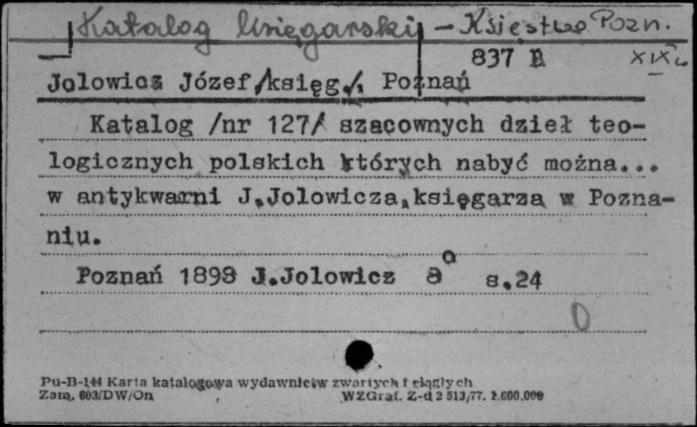 Katalog Księgarski - Księstwo Pozn.
837 R XIX w
Jolowicz Józef /księg./, Poznań
Katalog /nr 127/ szacownych dzieł teo-
logicznych polskich których nabyć można...
w antykwarni J.Jolowicza,księgarza w Pozna-
niu.
Poznań 1898 J.Jolowicz 8° s.24
0
Pu-B-144 Karta katalogowa wydawnictw zwartych i ciągłych
Zam. 603/DW/On WZGraf. Z-d 2 513/77. 2.600.000